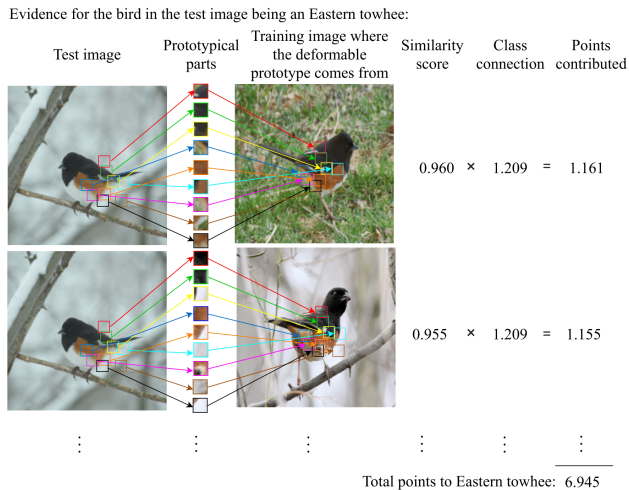 Evidence for the bird in the test image being an Eastern towhee:
Test image
Prototypical
parts
Training image where
the deformable
prototype comes from
Similarity
score
Class
connection
Points
contributed
0.960 × 1.209 = 1.161
0.955 × 1.209 = 1.155
Total points to Eastern towhee: 6.945